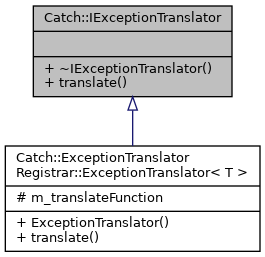 Catch::IExceptionTranslator
+ ~IExceptionTranslator()
+ translate()
Catch::ExceptionTranslator
Registrar::ExceptionTranslator< T >
# m_translateFunction
+ ExceptionTranslator()
+ translate()